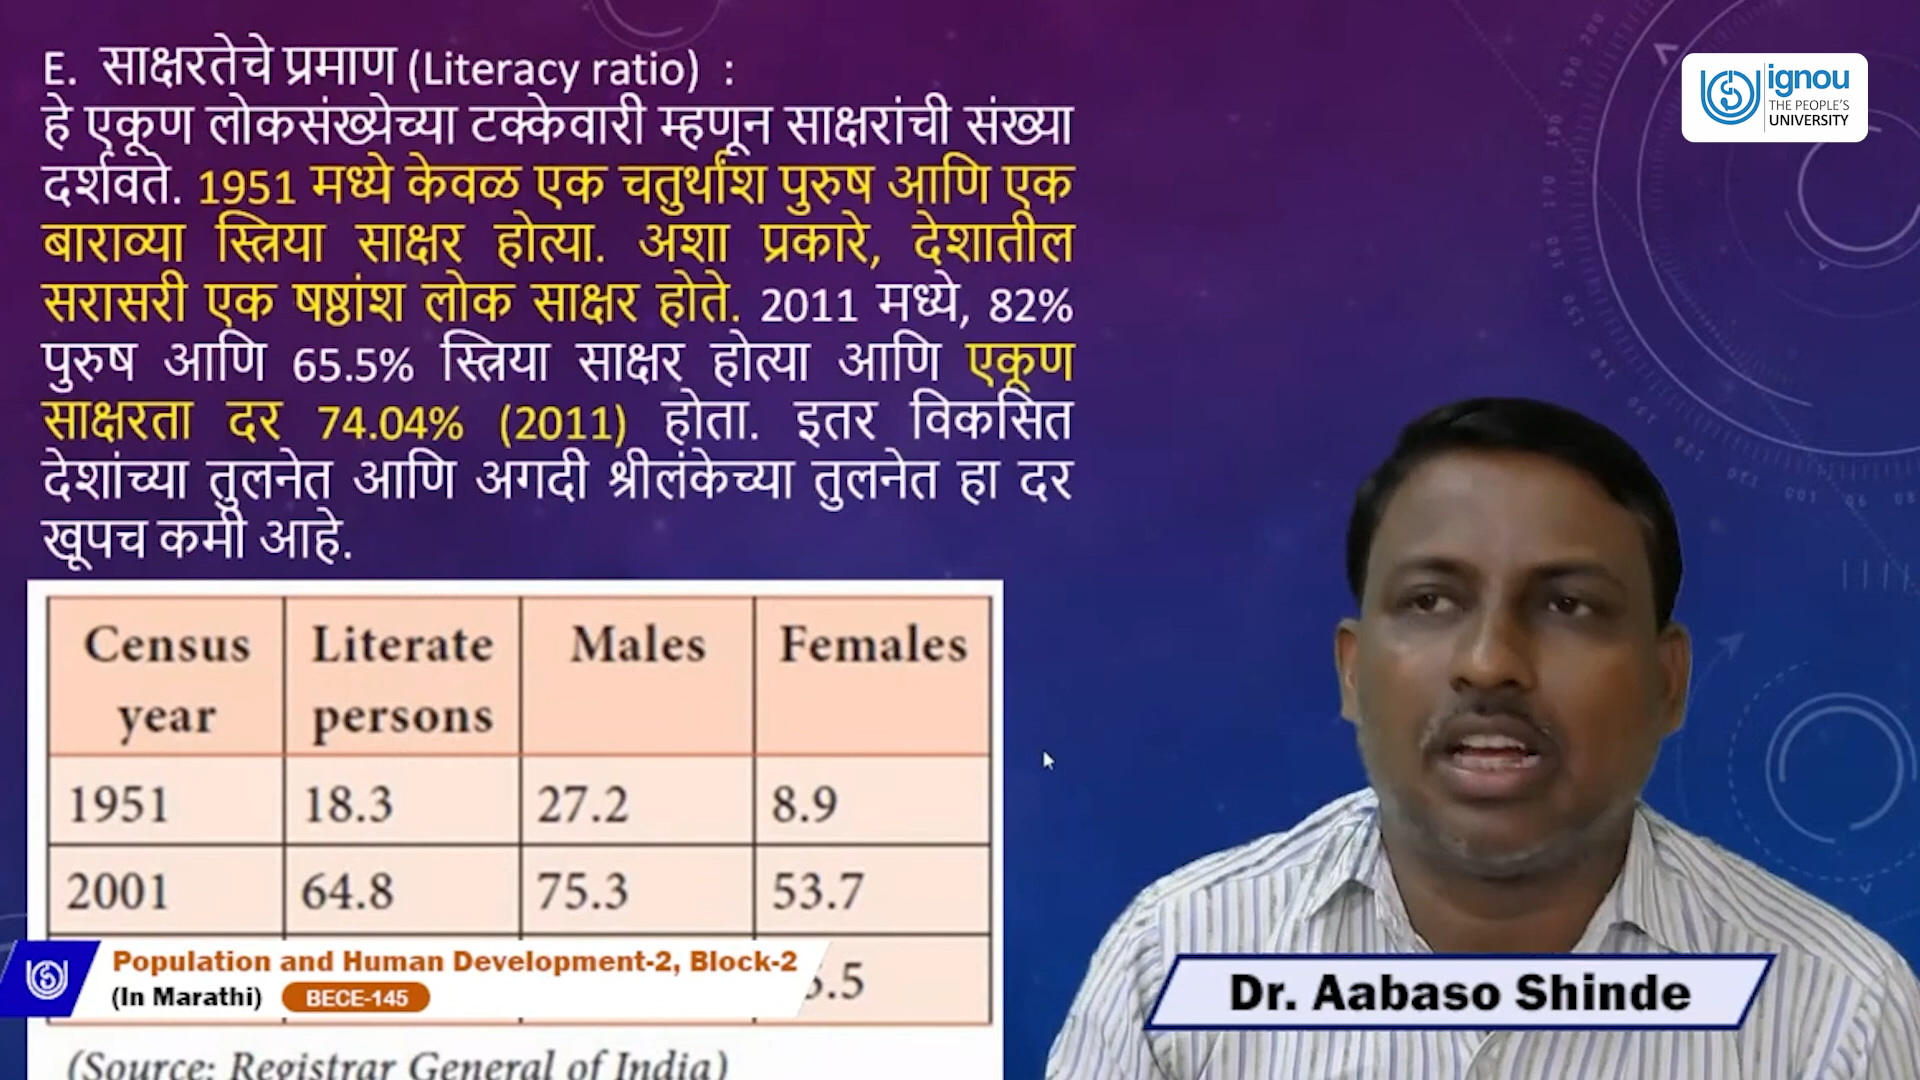 E. साक्षरतेचे प्रमाण (Literacy ratio) :
हे एकूण लोकसंख्येच्या टक्केवारी म्हणून साक्षरांची संख्या
दर्शवते. 1951 मध्ये केवळ एक चतुर्थांश पुरुष आणि एक
बाराव्या स्त्रिया साक्षर होत्या. अशा प्रकारे, देशातील
सरासरी एक षष्ठांश लोक साक्षर होते. 2011 मध्ये, 82%
पुरुष आणि 65.5% स्त्रिया साक्षर होत्या आणि एकूण
साक्षरता दर 74.04% (2011) होता. इतर विकसित
देशांच्या तुलनेत आणि अगदी श्रीलंकेच्या तुलनेत हा दर
खूपच कमी आहे.
ignou
THE PEOPLE'S
UNIVERSITY
Census year Literate persons Males Females
1951 18.3 27.2 8.9
2001 64.8 75.3 53.7
Population and Human Development-2, Block-2
(In Marathi) BECE-145
(Source: Registrar General of India)
Dr. Aabaso Shinde